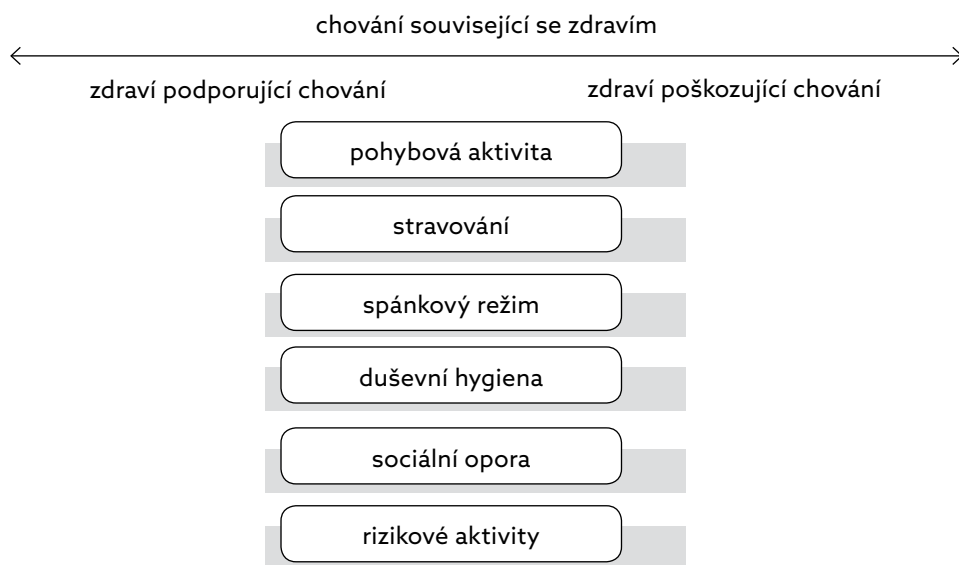 chování související se zdravím
zdraví podporující chování
zdraví poškozující chování
pohybová aktivita
stravování
spánkový režim
duševní hygiena
sociální opora
rizikové aktivity